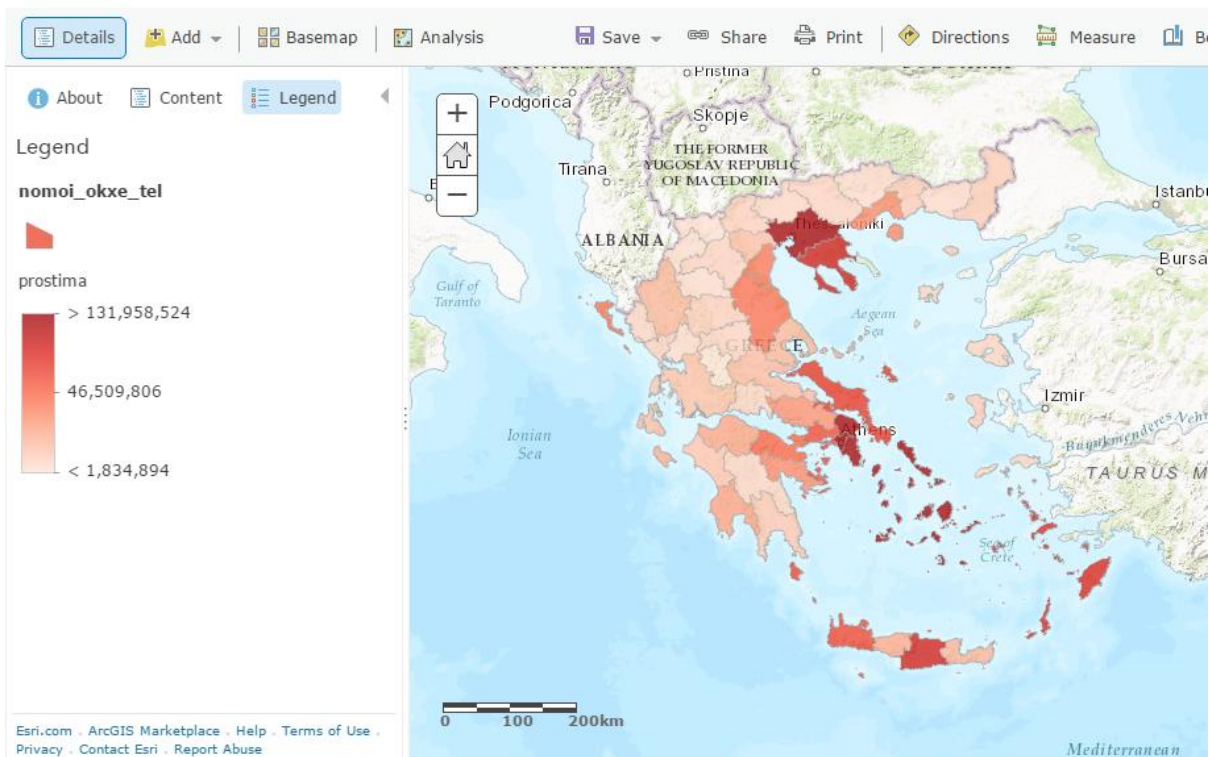 Details
Add
Basemap
Analysis
Save
Share
Print
Directions
Measure
About
Content
Legend
Legend
nomoi_okxe_tel
prostima
> 131,958,524
46,509,806
< 1,834,894
Esri.com . ArcGIS Marketplace . Help . Terms of Use .
Privacy . Contact Esri . Report Abuse
+
−
Pristina
Podgorica
Skopje
THE FORMER
YUGOSLAV REPUBLIC
OF MACEDONIA
Tirana
Istanbu
Thessaloniki
ALBANIA
Bursa
Gulf of
Taranto
Aegean
Sea
GREECE
Izmir
Athens
Ionian
Sea
TAURUS M
Sea of
Crete
0 100 200km
Mediterranean